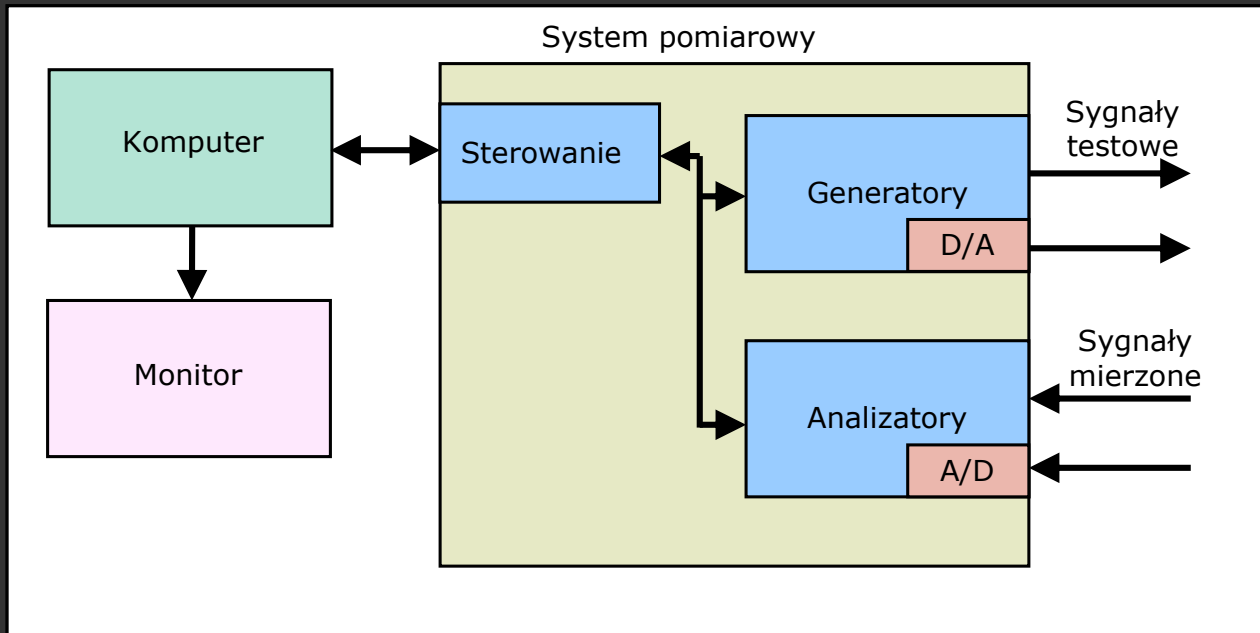 System pomiarowy
Komputer
Sterowanie
Sygnały
testowe
Generatory
D/A
Monitor
Sygnały
mierzone
Analizatory
A/D